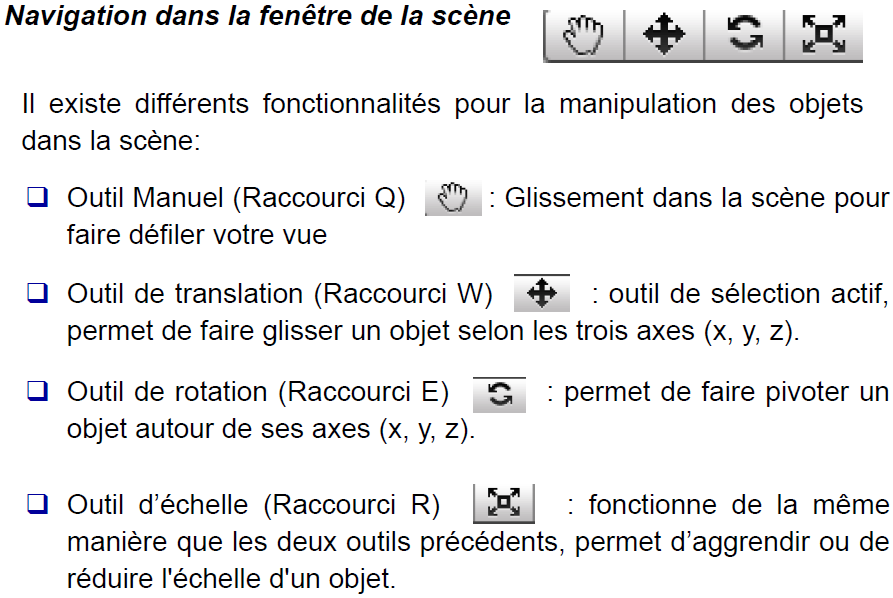 Navigation dans la fenêtre de la scène
Il existe différents fonctionnalités pour la manipulation des objets
dans la scène:
Outil Manuel (Raccourci Q) : Glissement dans la scène pour
faire défiler votre vue
Outil de translation (Raccourci W) : outil de sélection actif,
permet de faire glisser un objet selon les trois axes (x, y, z).
Outil de rotation (Raccourci E) : permet de faire pivoter un
objet autour de ses axes (x, y, z).
Outil d’échelle (Raccourci R) : fonctionne de la même
manière que les deux outils précédents, permet d’aggrendir ou de
réduire l'échelle d'un objet.